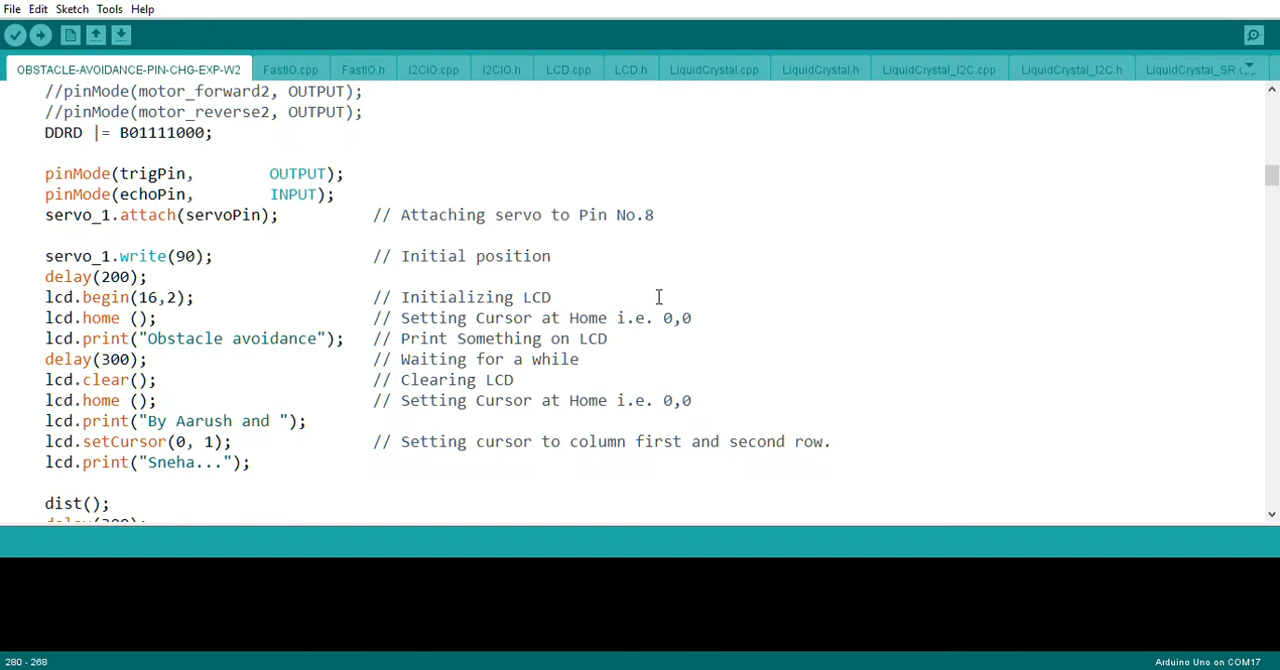 File Edit Sketch Tools Help
OBSTACLE-AVOIDANCE-PIN-CHG-EXP-W2 FastIO.cpp FastIO.h I2CIO.cpp I2CIO.h LCD.cpp LCD.h LiquidCrystal.cpp LiquidCrystal.h LiquidCrystal_I2C.cpp LiquidCrystal_I2C.h LiquidCrystal_SR.c
//pinMode(motor_forward2, OUTPUT);
//pinMode(motor_reverse2, OUTPUT);
DDRD |= B01111000;
pinMode(trigPin, OUTPUT);
pinMode(echoPin, INPUT);
servo_1.attach(servoPin); // Attaching servo to Pin No.8
servo_1.write(90); // Initial position
delay(200);
lcd.begin(16,2); // Initializing LCD
lcd.home (); // Setting Cursor at Home i.e. 0,0
lcd.print("Obstacle avoidance"); // Print Something on LCD
delay(300); // Waiting for a while
lcd.clear(); // Clearing LCD
lcd.home (); // Setting Cursor at Home i.e. 0,0
lcd.print("By Aarush and ");
lcd.setCursor(0, 1); // Setting cursor to column first and second row.
lcd.print("Sneha...");
dist();
280 - 268 Arduino Uno on COM17